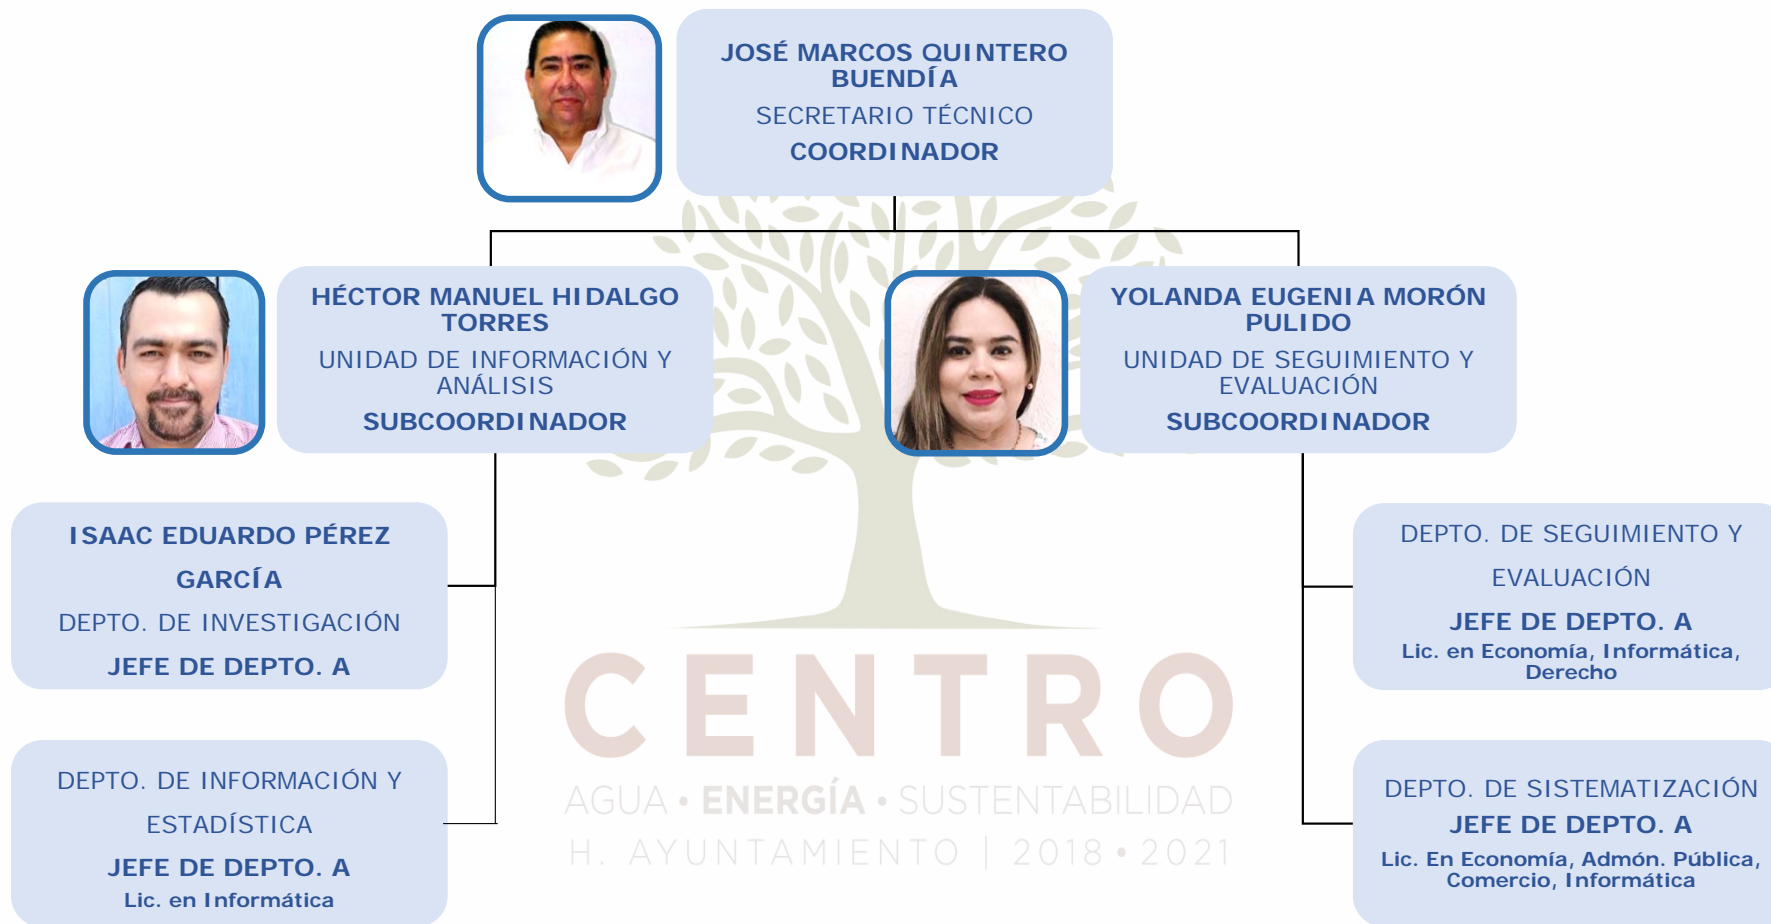 JOSÉ MARCOS QUINTERO
BUENDÍA
SECRETARIO TÉCNICO
COORDINADOR
HÉCTOR MANUEL HIDALGO
TORRES
UNIDAD DE INFORMACIÓN Y
ANÁLISIS
SUBCOORDINADOR
YOLANDA EUGENIA MORÓN
PULIDO
UNIDAD DE SEGUIMIENTO Y
EVALUACIÓN
SUBCOORDINADOR
ISAAC EDUARDO PÉREZ
GARCÍA
DEPTO. DE INVESTIGACIÓN
JEFE DE DEPTO. A
DEPTO. DE SEGUIMIENTO Y
EVALUACIÓN
JEFE DE DEPTO. A
Lic. en Economía, Informática,
Derecho
DEPTO. DE INFORMACIÓN Y
ESTADÍSTICA
JEFE DE DEPTO. A
Lic. en Informática
DEPTO. DE SISTEMATIZACIÓN
JEFE DE DEPTO. A
Lic. En Economía, Admón. Pública,
Comercio, Informática
CENTRO
AGUA • ENERGÍA • SUSTENTABILIDAD
H. AYUNTAMIENTO | 2018 • 2021